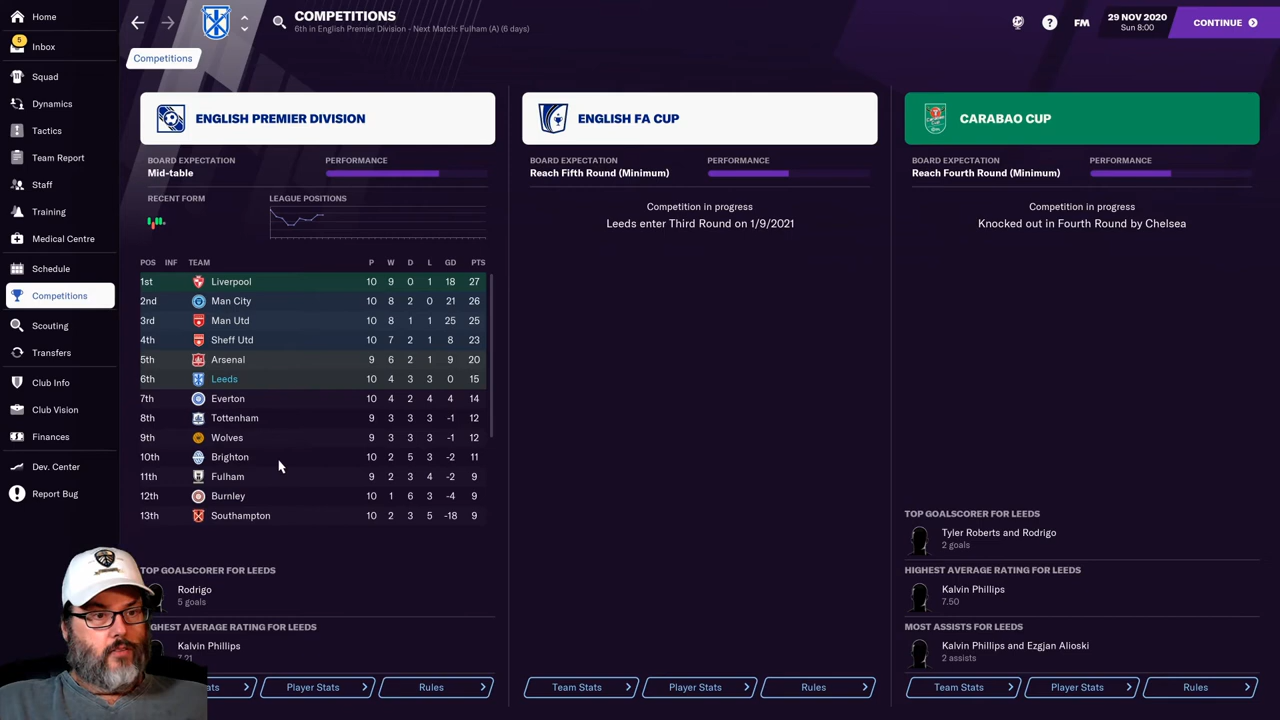 Home
5
Inbox
Squad
Dynamics
Tactics
Team Report
Staff
Training
Medical Centre
Schedule
Competitions
Scouting
Transfers
Club Info
Club Vision
Finances
Dev. Center
Report Bug
COMPETITIONS
6th in English Premier Division - Next Match: Fulham (A) (6 days)
?
FM
29 NOV 2020
Sun 8:00
CONTINUE
Competitions
ENGLISH PREMIER DIVISION
BOARD EXPECTATION PERFORMANCE
Mid-table
RECENT FORM LEAGUE POSITIONS
POS INF TEAM P W D L GD PTS
1st Liverpool 10 9 0 1 18 27
2nd Man City 10 8 2 0 21 26
3rd Man Utd 10 8 1 1 25 25
4th Sheff Utd 10 7 2 1 8 23
5th Arsenal 9 6 2 1 9 20
6th Leeds 10 4 3 3 0 15
7th Everton 10 4 2 4 4 14
8th Tottenham 9 3 3 3 -1 12
9th Wolves 9 3 3 3 -1 12
10th Brighton 10 2 5 3 -2 11
11th Fulham 9 2 3 4 -2 9
12th Burnley 10 1 6 3 -4 9
13th Southampton 10 2 3 5 -18 9
TOP GOALSCORER FOR LEEDS
Rodrigo
5 goals
IGHEST AVERAGE RATING FOR LEEDS
Kalvin Phillips
7.21
ats
Player Stats
Rules
ENGLISH FA CUP
BOARD EXPECTATION PERFORMANCE
Reach Fifth Round (Minimum)
Competition in progress
Leeds enter Third Round on 1/9/2021
Team Stats
Player Stats
Rules
CARABAO CUP
BOARD EXPECTATION PERFORMANCE
Reach Fourth Round (Minimum)
Competition in progress
Knocked out in Fourth Round by Chelsea
TOP GOALSCORER FOR LEEDS
Tyler Roberts and Rodrigo
2 goals
HIGHEST AVERAGE RATING FOR LEEDS
Kalvin Phillips
7.50
MOST ASSISTS FOR LEEDS
Kalvin Phillips and Ezgjan Alioski
2 assists
Team Stats
Player Stats
Rules